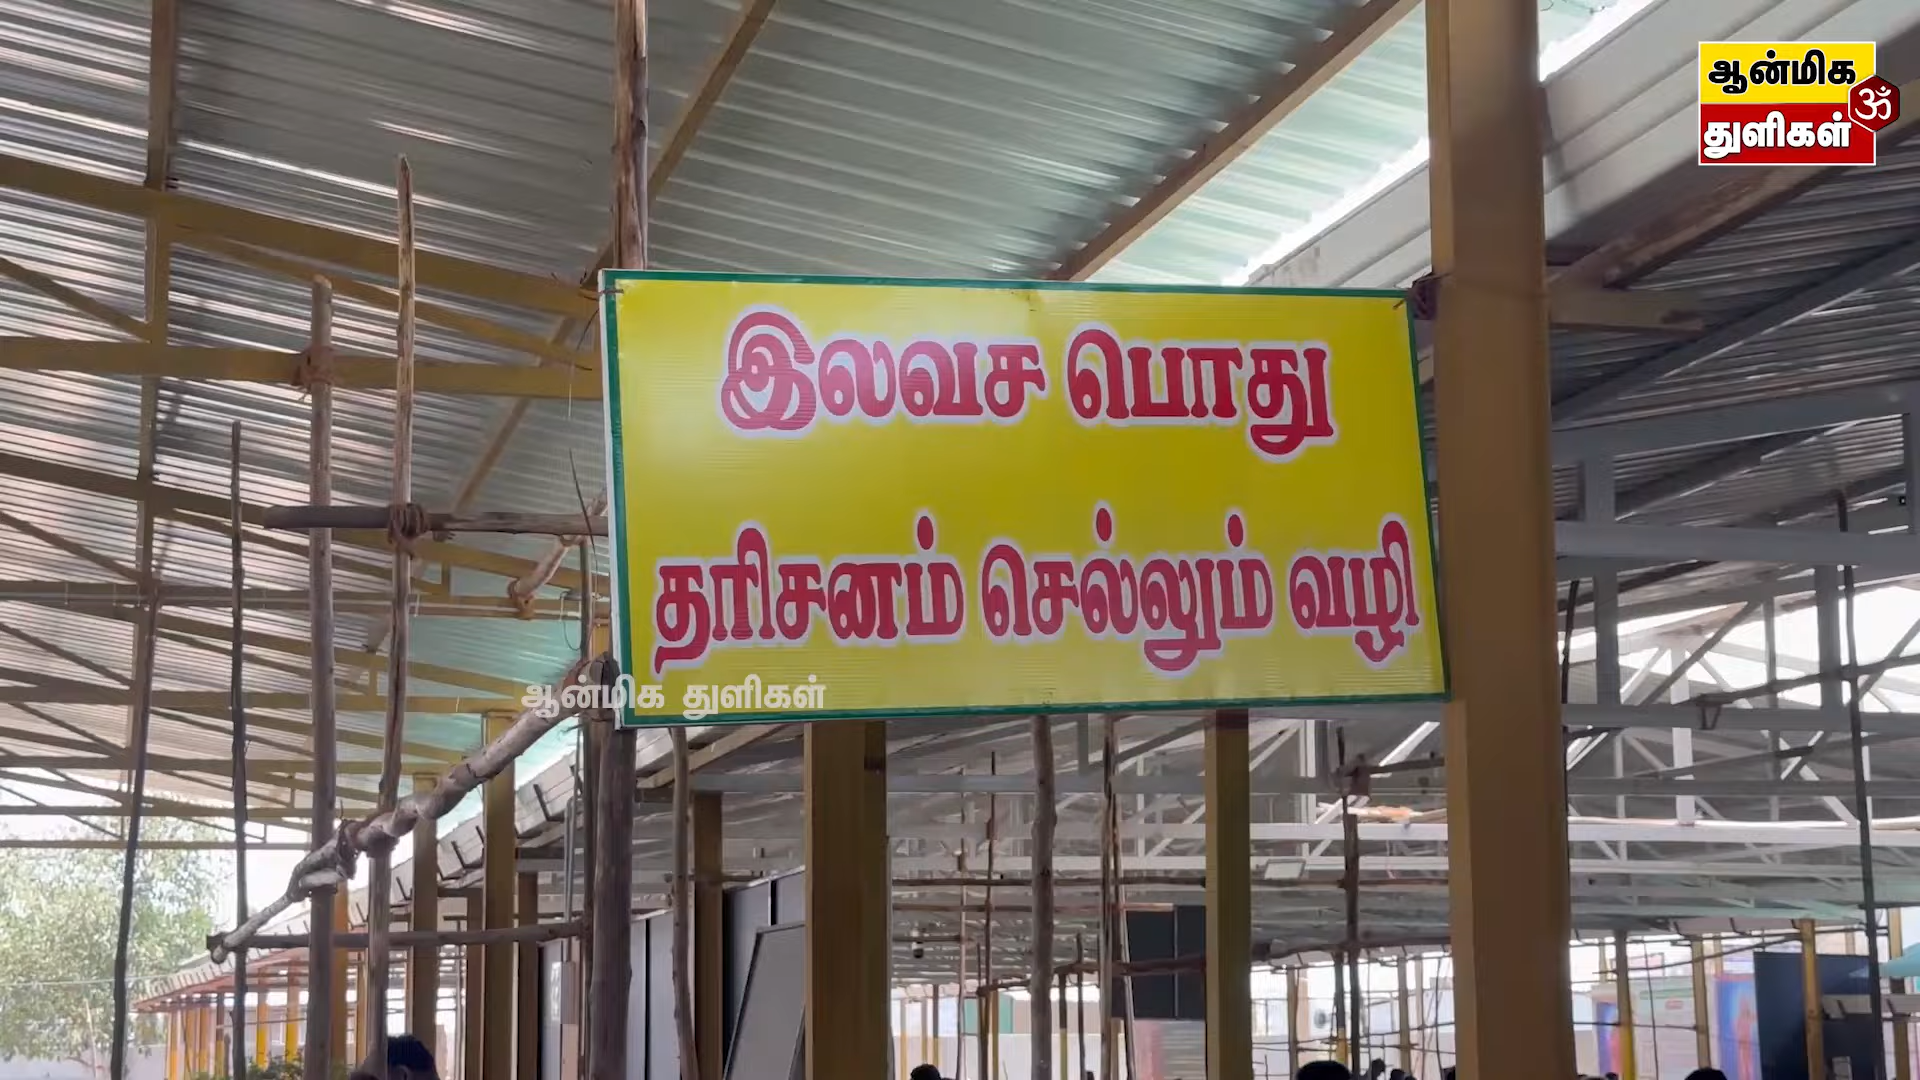 ஆன்மிக
துளிகள்
ॐ
இலவச பொது
தரிசனம் செல்லும் வழி
ஆன்மிக துளிகள்